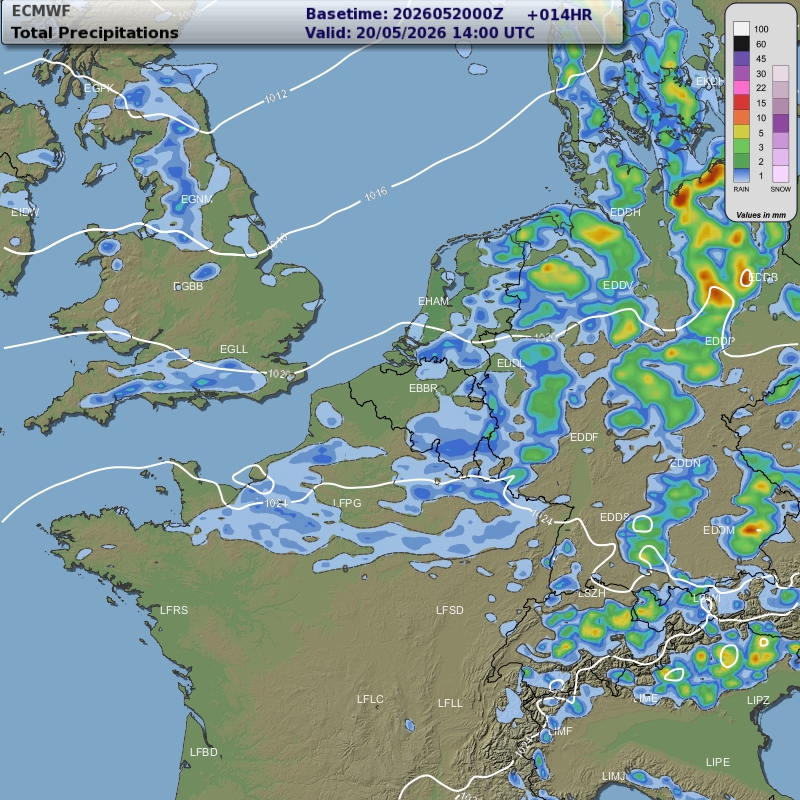 ECMWF
Basetime: 2026052000Z +014HR
Total Precipitations
Valid: 20/05/2026 14:00 UTC
100
60
45
30
22
15
10
5
3
2
1
RAIN
SNOW
Values in mm
EGPK
1012
1016
EIDW
EGNM
EDDH
EGBB
EHAM
EDDV
EDDB
EGLL
1020
1020
EDDP
EDDL
EBBR
EDDF
EDDN
LFPG
1024
1024
EDDS
EDDM
LSZH
LFRS
LFSD
LFLC
LFLL
LIME
LIPZ
LIMF
LFBD
LIPE
LIMJ